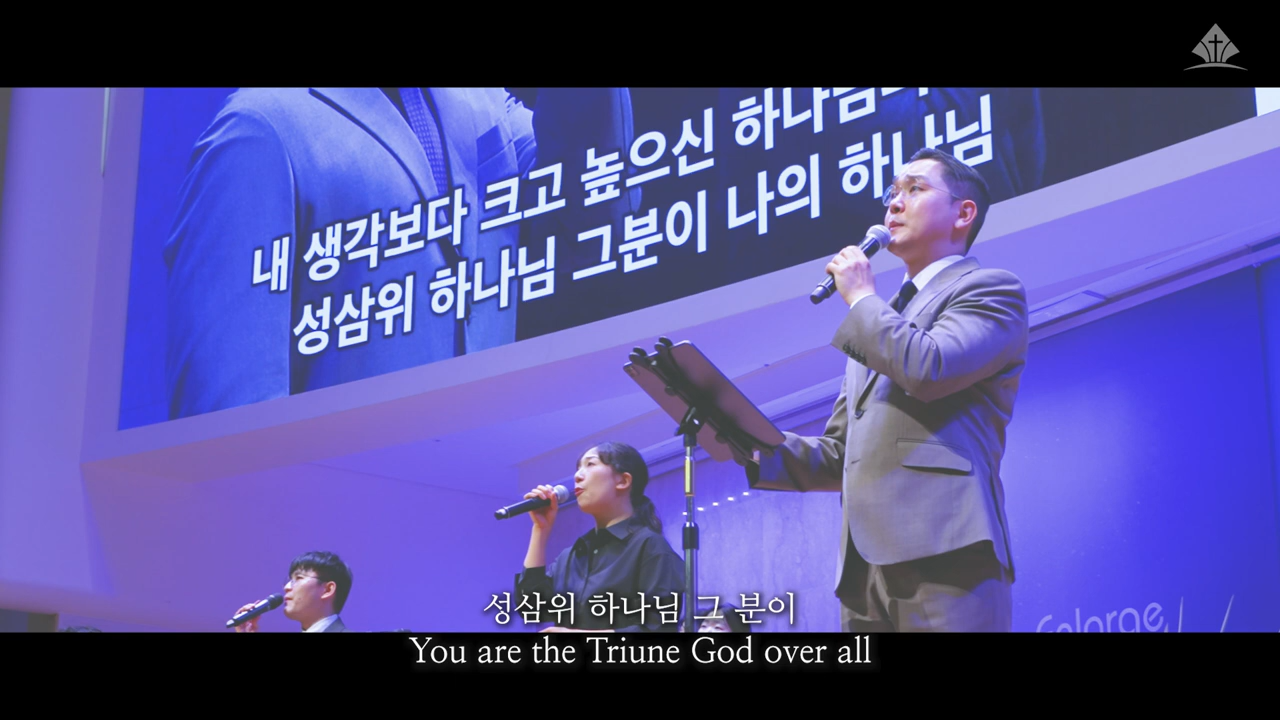 내 생각보다 크고 높으신 하나님의
성삼위 하나님 그분이 나의 하나님
Enlarge
성삼위 하나님 그 분이
You are the Triune God over all